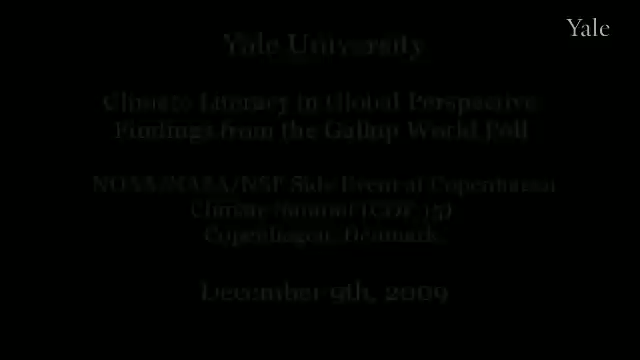 Yale
Yale University
Climate Literacy in Global Perspective
Findings from the Gallup World Poll
NOAA/NASA/NSF Side Event at Copenhagen
Climate Summit (COP 15)
Copenhagen, Denmark
December 9th, 2009